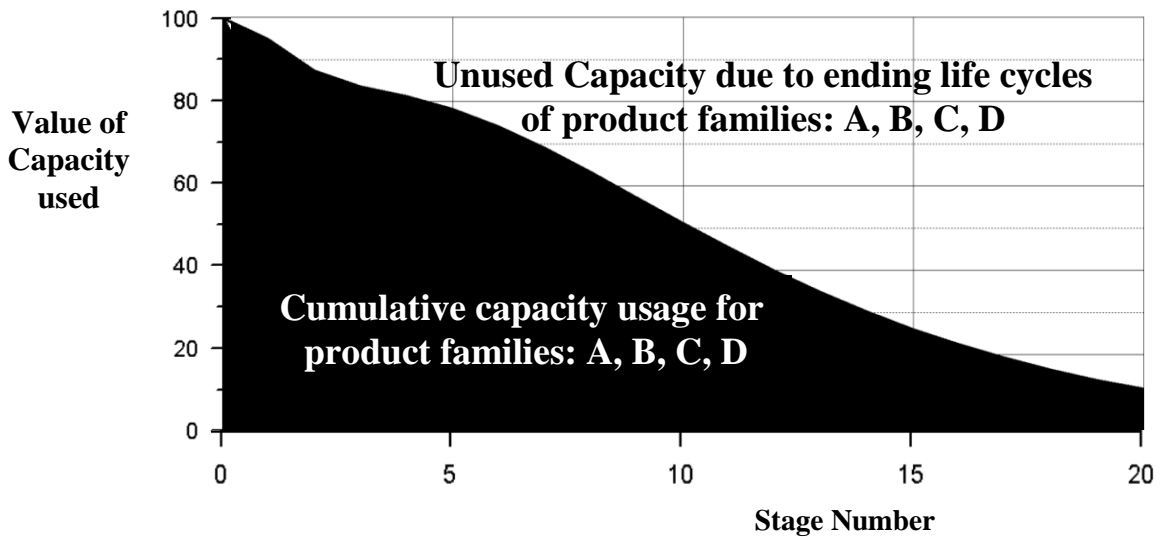 100
80
60
40
20
0
Value of
Capacity
used
Unused Capacity due to ending life cycles
of product families: A, B, C, D
Cumulative capacity usage for
product families: A, B, C, D
0 5 10 15 20
Stage Number